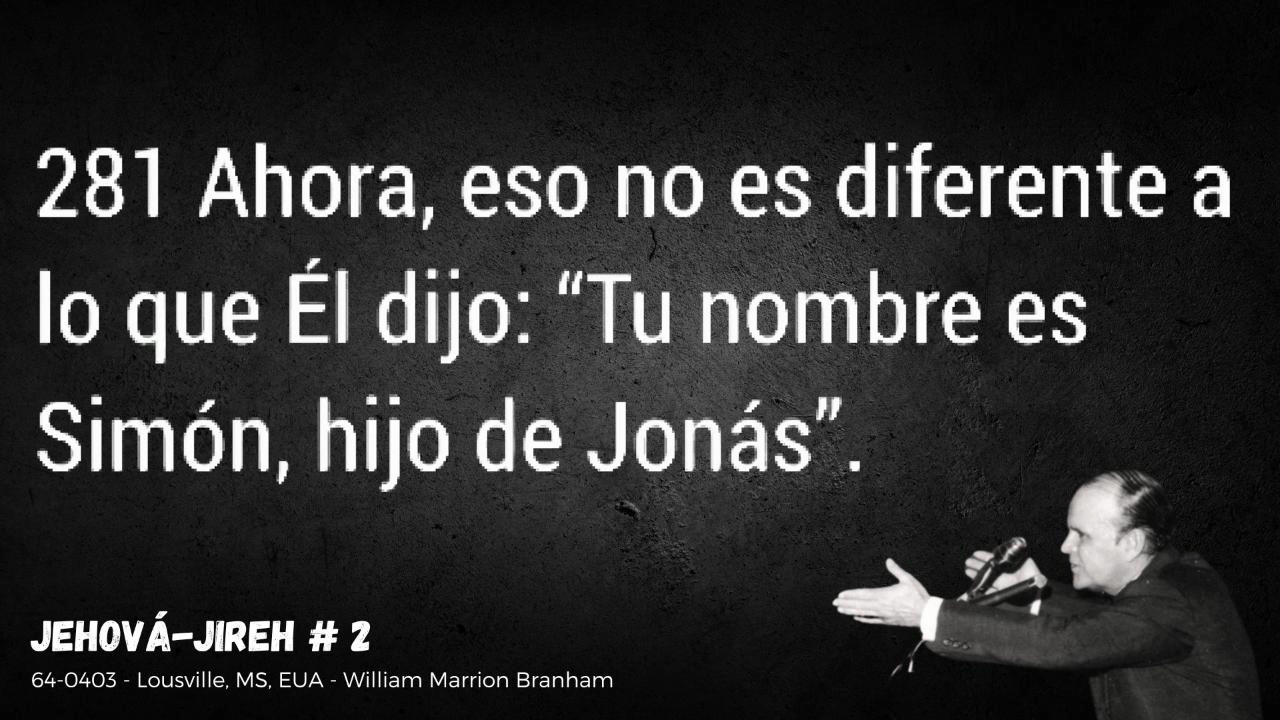 281 Ahora, eso no es diferente a
lo que Él dijo: “Tu nombre es
Simón, hijo de Jonás”.
JEHOVÁ-JIREH # 2
64-0403 - Lousville, MS, EUA - William Marrion Branham